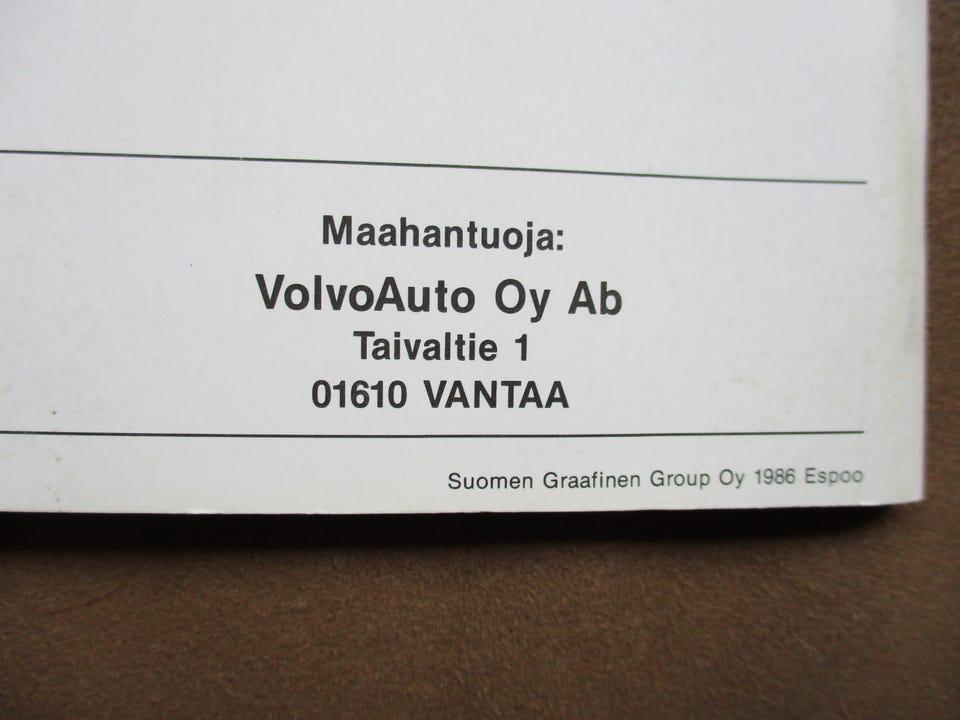 Maahantuoja:
VolvoAuto Oy Ab
Taivaltie 1
01610 VANTAA
Suomen Graafinen Group Oy 1986 Espoo